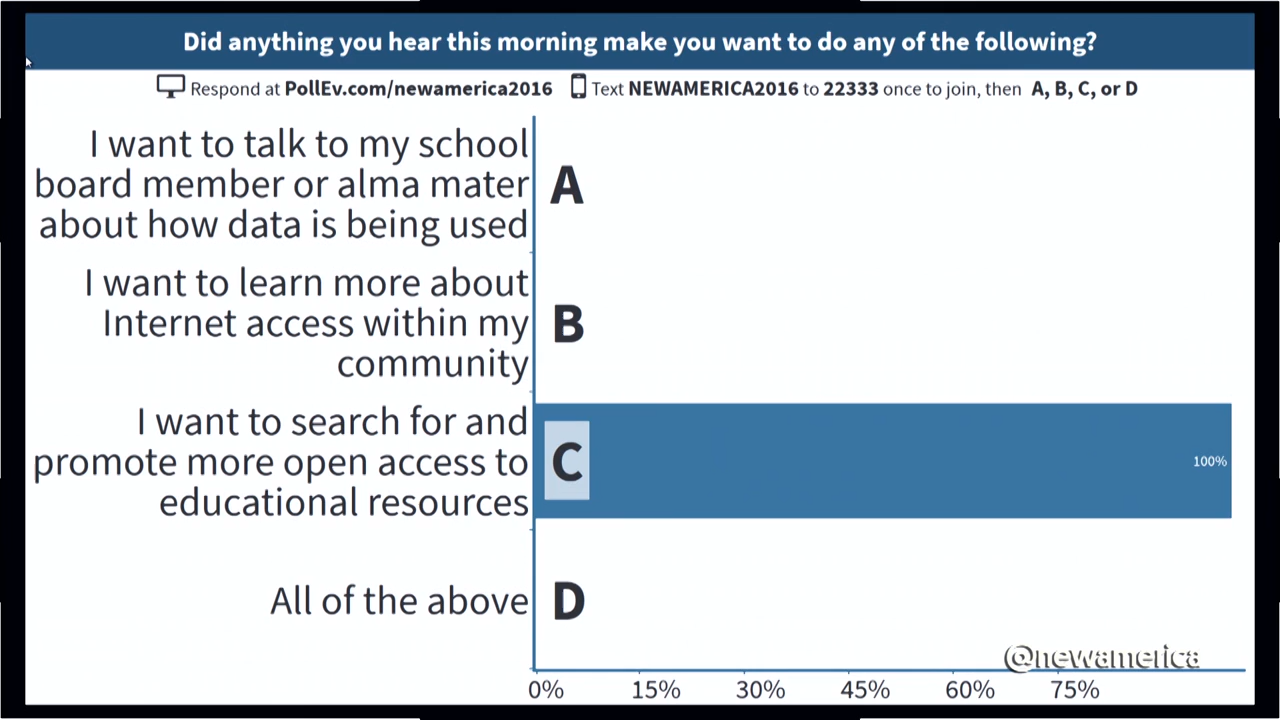 Did anything you hear this morning make you want to do any of the following?
Respond at PollEv.com/newamerica2016 Text NEWAMERICA2016 to 22333 once to join, then A, B, C, or D
I want to talk to my school
board member or alma mater
about how data is being used
A
I want to learn more about
Internet access within my
community
B
I want to search for and
promote more open access to
educational resources
C
100%
All of the above
D
@newamerica
0% 15% 30% 45% 60% 75%